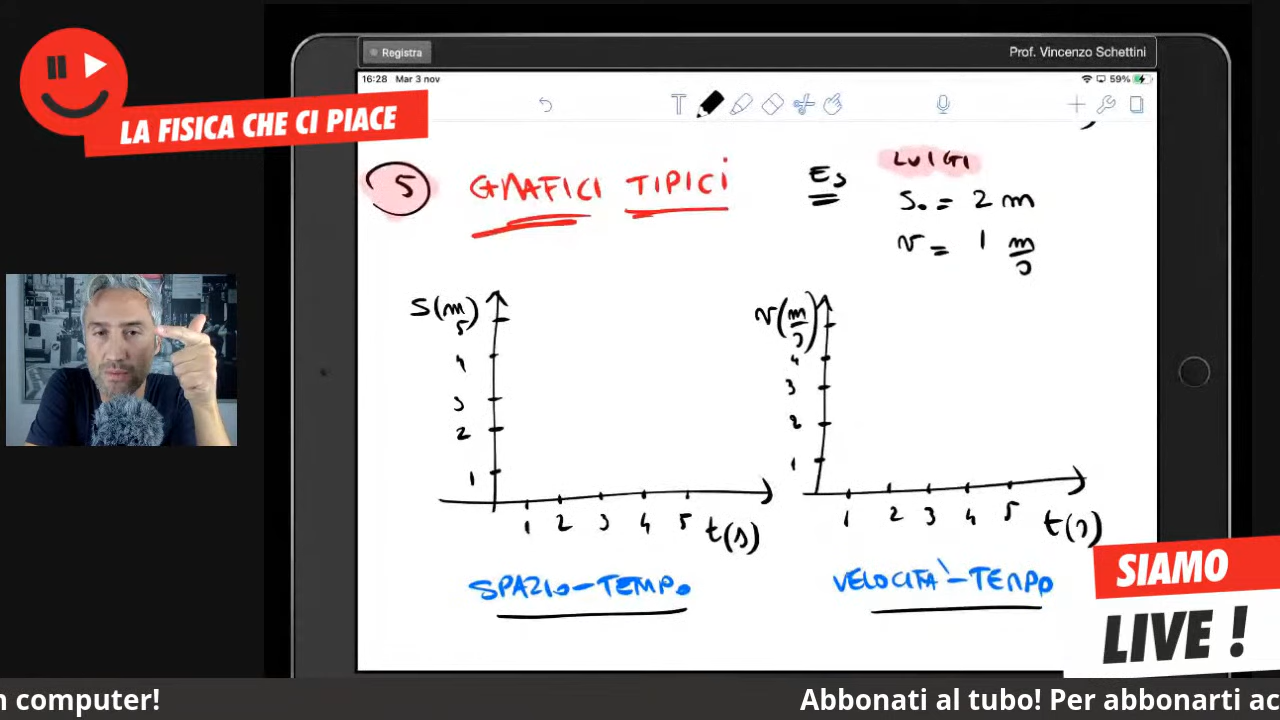 Registra
Prof. Vincenzo Schettini
16:28 Mar 3 nov
59%
LA FISICA CHE CI PIACE
T
5 GRAFICI TIPICI
Es
LUIGI
S₀ = 2 m
v = 1 m/s
S(m)
5
4
3
2
1
1 2 3 4 5
t(s)
SPAZIO-TEMPO
v(m/s)
4
3
2
1
1 2 3 4 5
t(s)
VELOCITA'-TEMPO
SIAMO
LIVE !
n computer!
Abbonati al tubo! Per abbonarti ac